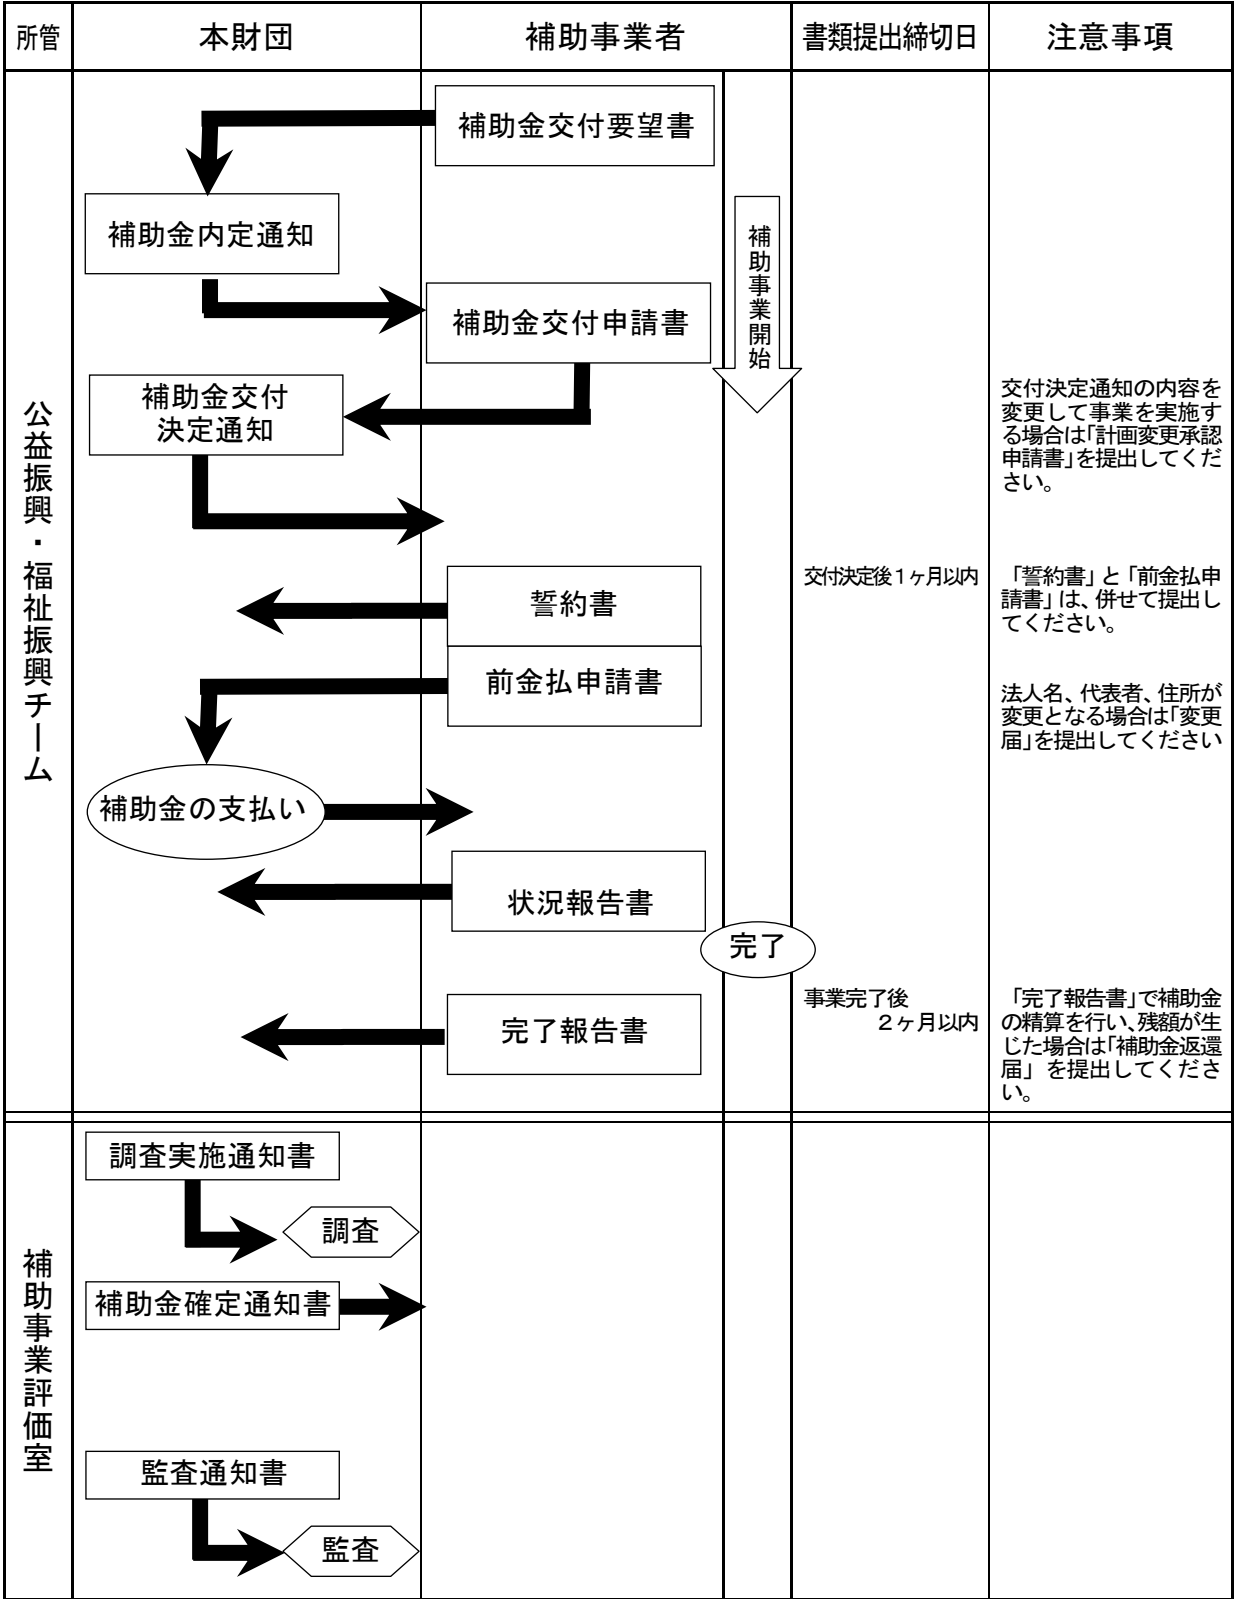 所管
本財団
補助事業者
書類提出締切日
注意事項
公益振興・福祉振興チーム
補助金交付要望書
補助金内定通知
補助事業開始
補助金交付申請書
補助金交付
決定通知
交付決定通知の内容を
変更して事業を実施す
る場合は「計画変更承認
申請書」を提出してくだ
さい。
誓約書
交付決定後1ヶ月以内
「誓約書」と「前金払申
請書」は、併せて提出し
てください。
前金払申請書
法人名、代表者、住所が
変更となる場合は「変更
届」を提出してください
補助金の支払い
状況報告書
完了
完了報告書
事業完了後
2ヶ月以内
「完了報告書」で補助金
の精算を行い、残額が生
じた場合は「補助金返還
届」を提出してくださ
い。
補助事業評価室
調査実施通知書
調査
補助金確定通知書
監査通知書
監査